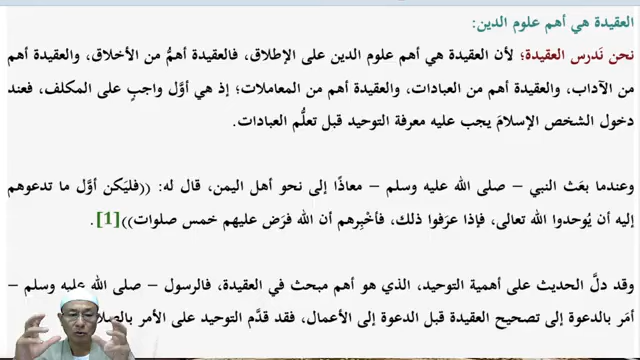 العقيدة هي أهم علوم الدين:
نحن نَدرس العقيدة؛ لأن العقيدة هي أهم علوم الدين على الإطلاق، فالعقيدة أهمُّ من الأخلاق، والعقيدة أهم
من الآداب، والعقيدة أهم من العبادات، والعقيدة أهم من المعاملات؛ إذ هي أوَّل واجبٍ على المكلف، فعند
دخول الشخص الإسلامَ يجب عليه معرفة التوحيد قبل تعلُّم العبادات.
وعندما بعَث النبي – صلى الله عليه وسلم – معاذًا إلى نحو أهل اليمن، قال له: ((فليَكن أوَّل ما تدعوهم
إليه أن يُوحدوا الله تعالى، فإذا عرَفوا ذلك، فأخْبِرهم أن الله فرَض عليهم خمس صلوات))[1].
وقد دلَّ الحديث على أهمية التوحيد، الذي هو أهم مبحث في العقيدة، فالرسول – صلى الله عليه وسلم –
أمَر بالدعوة إلى تصحيح العقيدة قبل الدعوة إلى الأعمال، فقد قدَّم التوحيد على الأمر